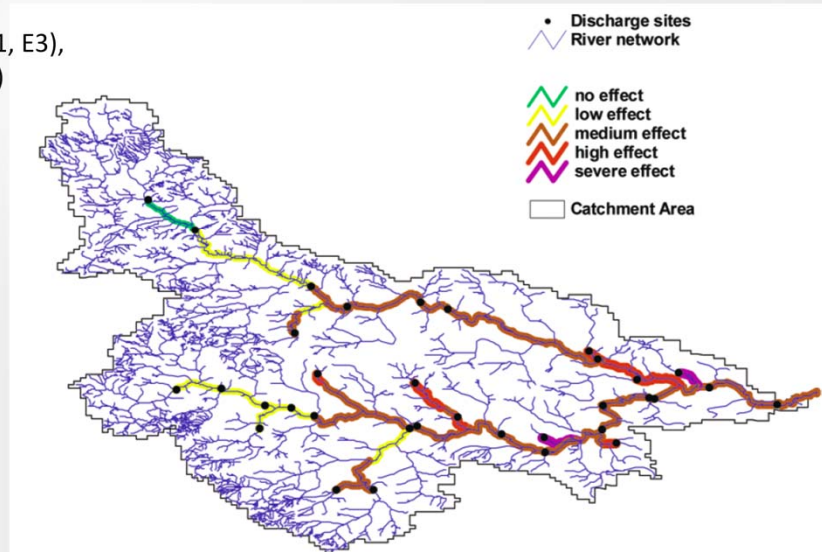 1, E3),
)
Discharge sites
River network
no effect
low effect
medium effect
high effect
severe effect
Catchment Area